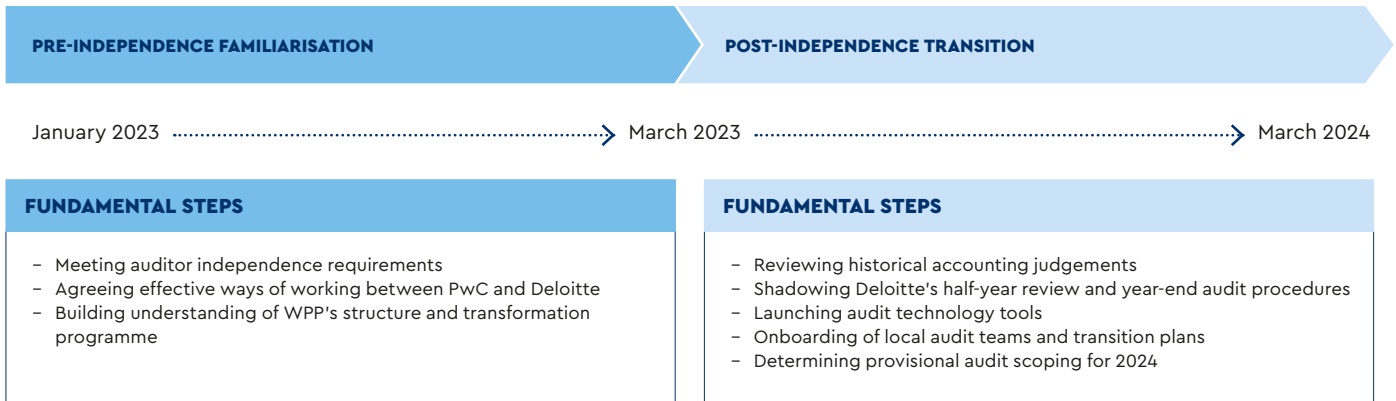 PRE-INDEPENDENCE FAMILIARISATION
POST-INDEPENDENCE TRANSITION
January 2023
March 2023
March 2024
FUNDAMENTAL STEPS
– Meeting auditor independence requirements
– Agreeing effective ways of working between PwC and Deloitte
– Building understanding of WPP’s structure and transformation
programme
FUNDAMENTAL STEPS
– Reviewing historical accounting judgements
– Shadowing Deloitte’s half-year review and year-end audit procedures
– Launching audit technology tools
– Onboarding of local audit teams and transition plans
– Determining provisional audit scoping for 2024